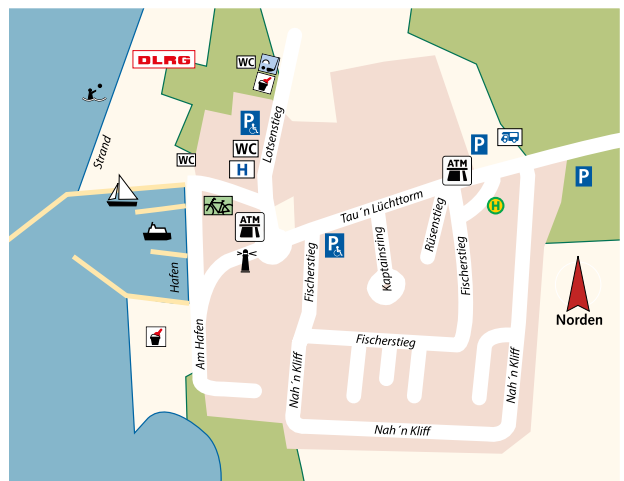 DLRG
WC
P
Lotsenstieg
Strand
WC
H
WC
ATM
P
P
ATM
Tau´n Lüchttorm
H
Rüsenstieg
Kaptainsring
P
Fischerstieg
Fischerstieg
Hafen
Norden
Am Hafen
Fischerstieg
Nah´n Kliff
Nah´n Kliff
Nah´n Kliff